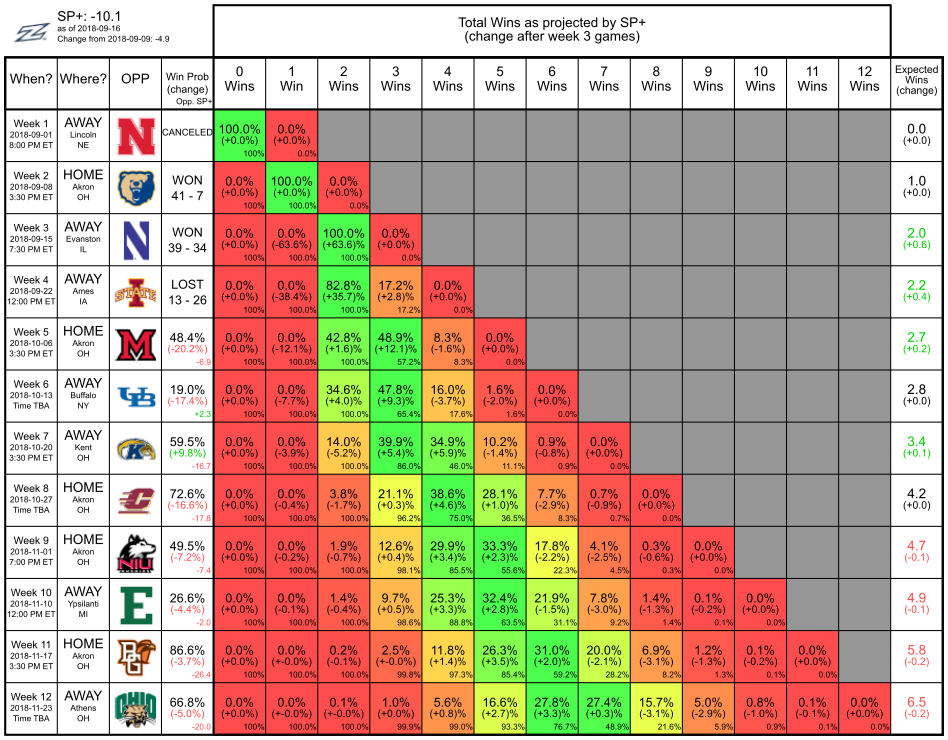 SP+: -10.1
as of 2018-09-16
Change from 2018-09-09: -4.9
Total Wins as projected by SP+
(change after week 3 games)
When? Where? OPP Win Prob (change) Opp. SP+ 0 Wins 1 Win 2 Wins 3 Wins 4 Wins 5 Wins 6 Wins 7 Wins 8 Wins 9 Wins 10 Wins 11 Wins 12 Wins Expected Wins (change)
Week 1 AWAY CANCELED 100.0% 0.0% 0.0
2018-09-01 Lincoln N (+0.0%) (+0.0%) (+0.0)
8:00 PM ET NE 100% 0.0%
Week 2 HOME WON 0.0% 100.0% 0.0% 1.0
2018-09-08 Akron 41 - 7 (+0.0%) (+0.0%) (+0.0%) (+0.0)
3:30 PM ET OH 100% 100.0% 0.0%
Week 3 AWAY WON 0.0% 0.0% 100.0% 0.0% 2.0
2018-09-15 Evanston N 39 - 34 (+0.0%) (-63.6%) (+63.6%) (+0.0%) (+0.6)
7:30 PM ET IL 100% 100.0% 100.0% 0.0%
Week 4 AWAY LOST 0.0% 0.0% 82.8% 17.2% 0.0% 2.2
2018-09-22 Ames I STATE 13 - 26 (+0.0%) (-38.4%) (+35.7%) (+2.8%) (+0.0%) (+0.4)
12:00 PM ET IA 100% 100.0% 100.0% 17.2% 0.0%
Week 5 HOME 48.4% 0.0% 0.0% 42.8% 48.9% 8.3% 0.0% 2.7
2018-10-06 Akron M (-20.2%) (+0.0%) (-12.1%) (+1.6%) (+12.1%) (-1.6%) (+0.0%) (+0.2)
3:30 PM ET OH -6.9 100% 100.0% 100.0% 57.2% 8.3% 0.0%
Week 6 AWAY 19.0% 0.0% 0.0% 34.6% 47.8% 16.0% 1.6% 0.0% 2.8
2018-10-13 Buffalo UB (-17.4%) (+0.0%) (-7.7%) (+4.0%) (+9.3%) (-3.7%) (-2.0%) (+0.0%) (+0.0)
Time TBA NY +2.3 100% 100.0% 100.0% 65.4% 17.6% 1.6% 0.0%
Week 7 AWAY 59.5% 0.0% 0.0% 14.0% 39.9% 34.9% 10.2% 0.9% 0.0% 3.4
2018-10-20 Kent K (+9.8%) (+0.0%) (-3.9%) (-5.2%) (+5.4%) (+5.9%) (-1.4%) (-0.8%) (+0.0%) (+0.1)
3:30 PM ET OH -16.7 100% 100.0% 100.0% 86.0% 46.0% 11.1% 0.9% 0.0%
Week 8 HOME 72.6% 0.0% 0.0% 3.8% 21.1% 38.6% 28.1% 7.7% 0.7% 0.0% 4.2
2018-10-27 Akron C (-16.6%) (+0.0%) (-0.4%) (-1.7%) (+0.3%) (+4.6%) (+1.0%) (-2.9%) (-0.9%) (+0.0%) (+0.0)
Time TBA OH -17.8 100% 100.0% 100.0% 96.2% 75.0% 36.5% 8.3% 0.7% 0.0%
Week 9 HOME 49.5% 0.0% 0.0% 1.9% 12.6% 29.9% 33.3% 17.8% 4.1% 0.3% 0.0% 4.7
2018-11-01 Akron NIU (-7.2%) (+0.0%) (-0.2%) (-0.7%) (+0.4%) (+3.4%) (+2.3%) (-2.2%) (-2.5%) (-0.6%) (+0.0%) (-0.1)
7:00 PM ET OH -7.4 100% 100.0% 100.0% 98.1% 85.5% 55.6% 22.3% 4.5% 0.3% 0.0%
Week 10 AWAY 26.6% 0.0% 0.0% 1.4% 9.7% 25.3% 32.4% 21.9% 7.8% 1.4% 0.1% 0.0% 4.9
2018-11-10 Ypsilanti E (-4.4%) (+0.0%) (-0.1%) (-0.4%) (+0.5%) (+3.3%) (+2.8%) (-1.5%) (-3.0%) (-1.3%) (-0.2%) (+0.0%) (-0.1)
12:00 PM ET MI -2.0 100% 100.0% 100.0% 98.6% 88.8% 63.5% 31.1% 9.2% 1.4% 0.1% 0.0%
Week 11 HOME 86.6% 0.0% 0.0% 0.2% 2.5% 11.8% 26.3% 31.0% 20.0% 6.9% 1.2% 0.1% 0.0% 5.8
2018-11-17 Akron BG (-3.7%) (+0.0%) (+-0.0%) (-0.1%) (+-0.0%) (+1.4%) (+3.5%) (+2.0%) (-2.1%) (-3.1%) (-1.3%) (-0.2%) (+0.0%) (-0.2)
3:30 PM ET OH -26.4 100% 100.0% 100.0% 99.8% 97.3% 85.4% 59.2% 28.2% 8.2% 1.3% 0.1% 0.0%
Week 12 AWAY 66.8% 0.0% 0.0% 0.1% 1.0% 5.6% 16.6% 27.8% 27.4% 15.7% 5.0% 0.8% 0.1% 0.0% 6.5
2018-11-23 Athens OHIO (-5.0%) (+0.0%) (+-0.0%) (+-0.0%) (+0.0%) (+0.8%) (+2.7%) (+3.3%) (+0.3%) (-3.1%) (-2.9%) (-1.0%) (-0.1%) (+0.0%) (-0.2)
Time TBA OH -20.0 100% 100.0% 100.0% 99.9% 99.0% 93.3% 76.7% 48.9% 21.6% 5.9% 0.9% 0.1% 0.0%